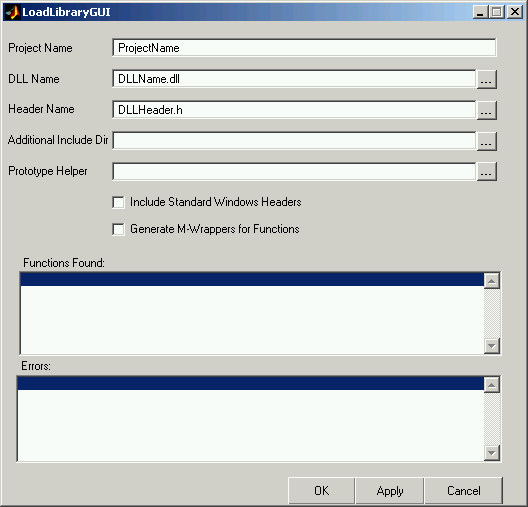 LoadLibraryGUI
Project Name ProjectName
DLL Name DLLName.dll ...
Header Name DLLHeader.h ...
Additional Include Dir ...
Prototype Helper ...
Include Standard Windows Headers
Generate M-Wrappers for Functions
Functions Found:
Errors:
OK Apply Cancel